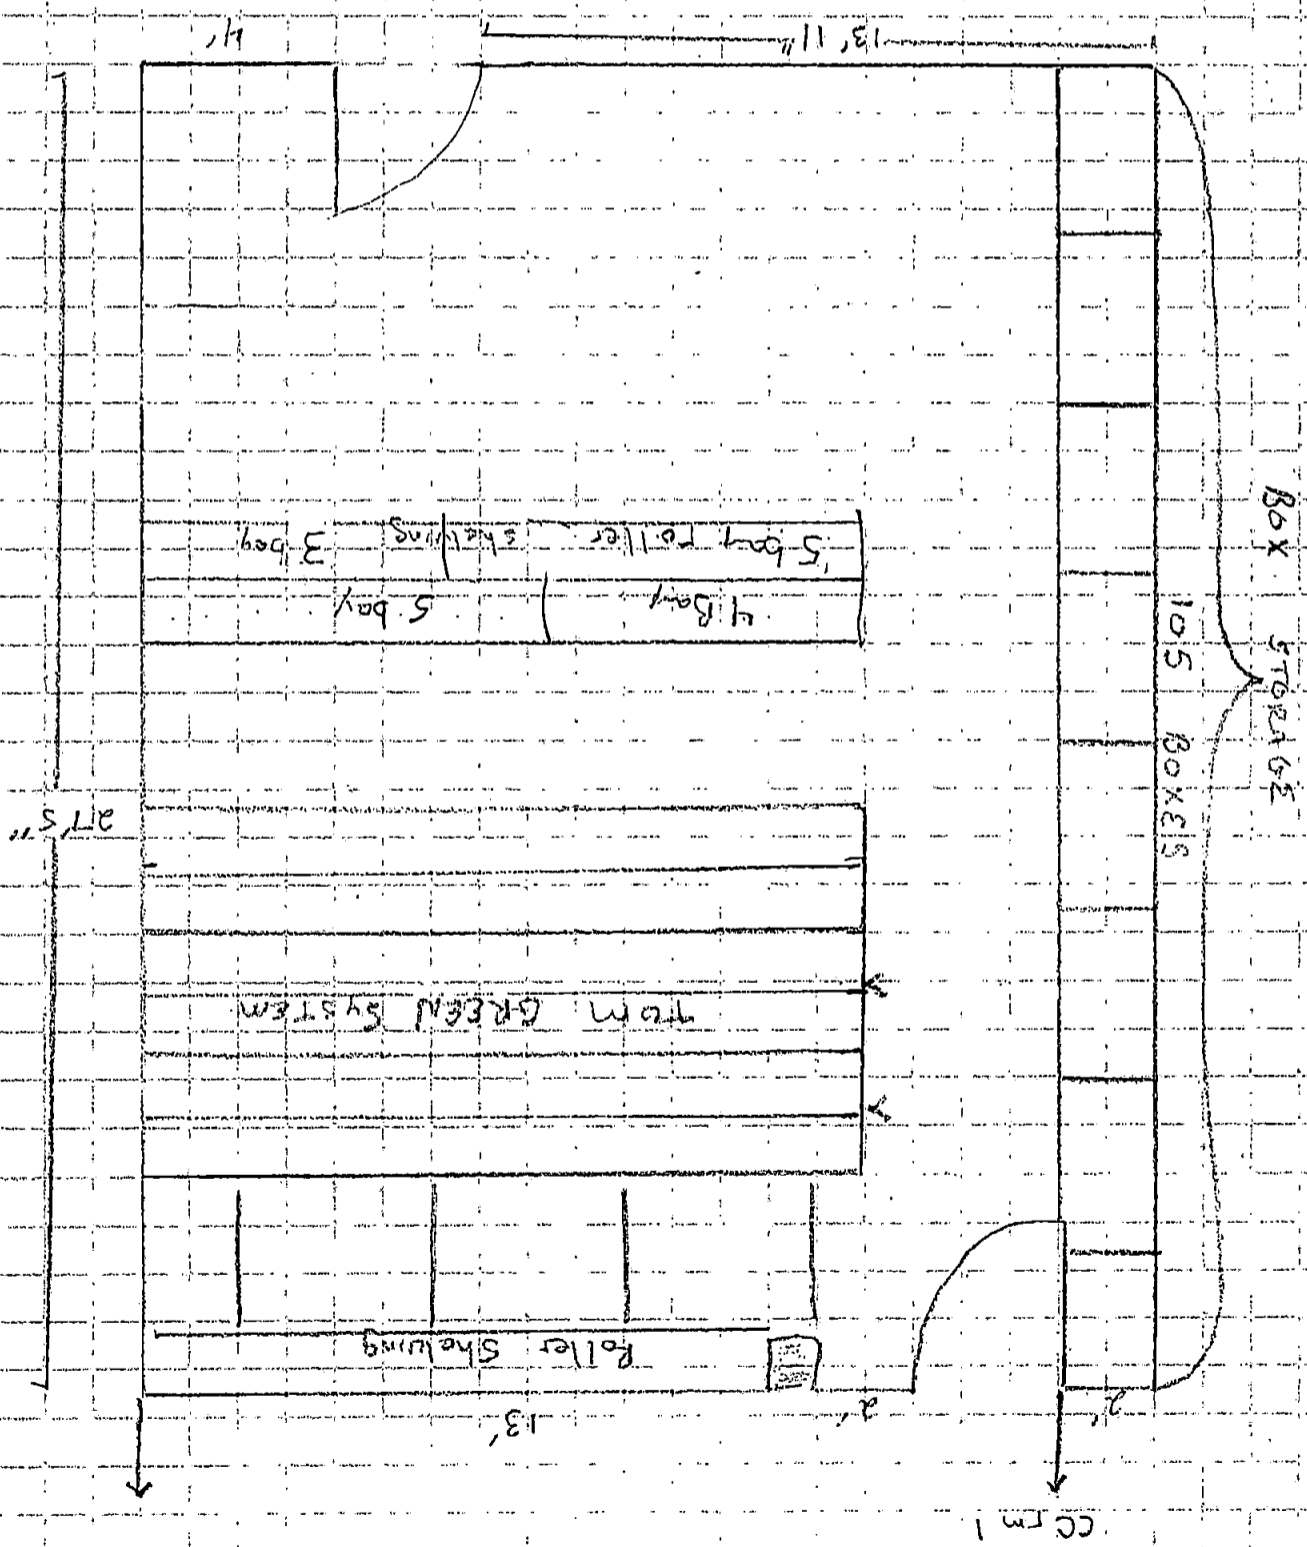 CC rm 1
2'
2'
13'
Roller Shelving
TOM GREEN SYSTEM
27'5"
4 Bay
5 bay
5 bay roller shelving
3 bay
13' 11"
4'
BOX STORAGE
105 BOXES